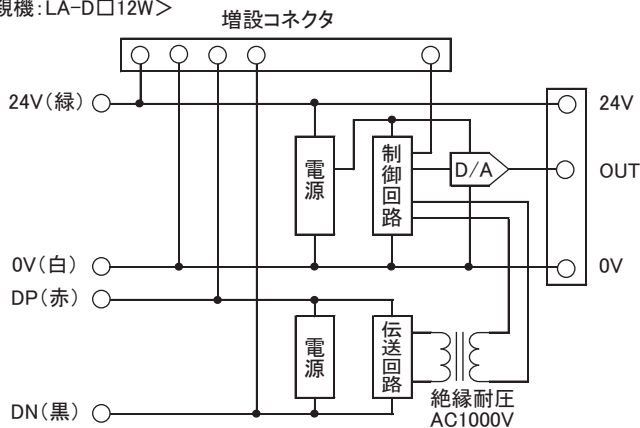 親機：LA-D□12W＞
増設コネクタ
24V（緑）
24V
電源
制御回路
D/A
OUT
0V（白）
0V
DP（赤）
電源
伝送回路
絶縁耐圧
AC1000V
DN（黒）